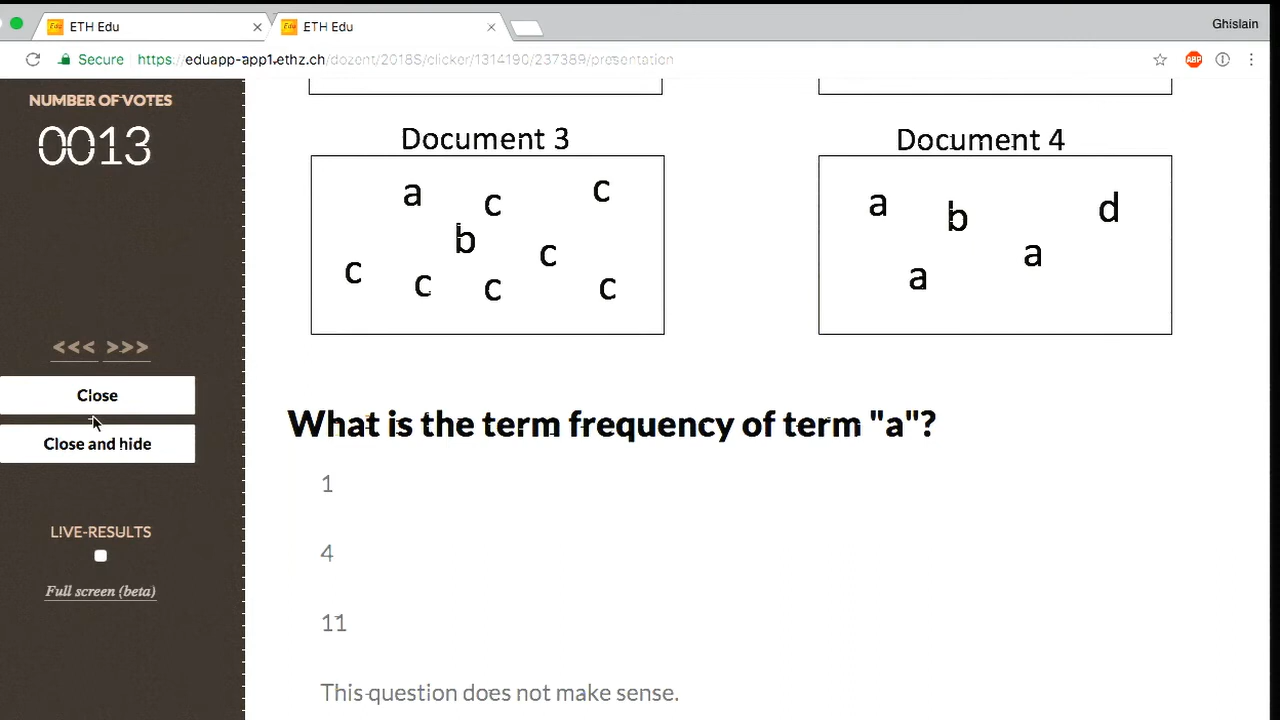 ETH Edu
ETH Edu
Ghislain
Secure https://eduapp-app1.ethz.ch/dozent/2018S/clicker/1314190/237389/presentation
ABP
NUMBER OF VOTES
0013
<<< >>>
Close
Close and hide
LIVE-RESULTS
Full screen (beta)
Document 3
a c c
b
c c c c c
Document 4
a b d
a a
What is the term frequency of term "a"?
1
4
11
This question does not make sense.